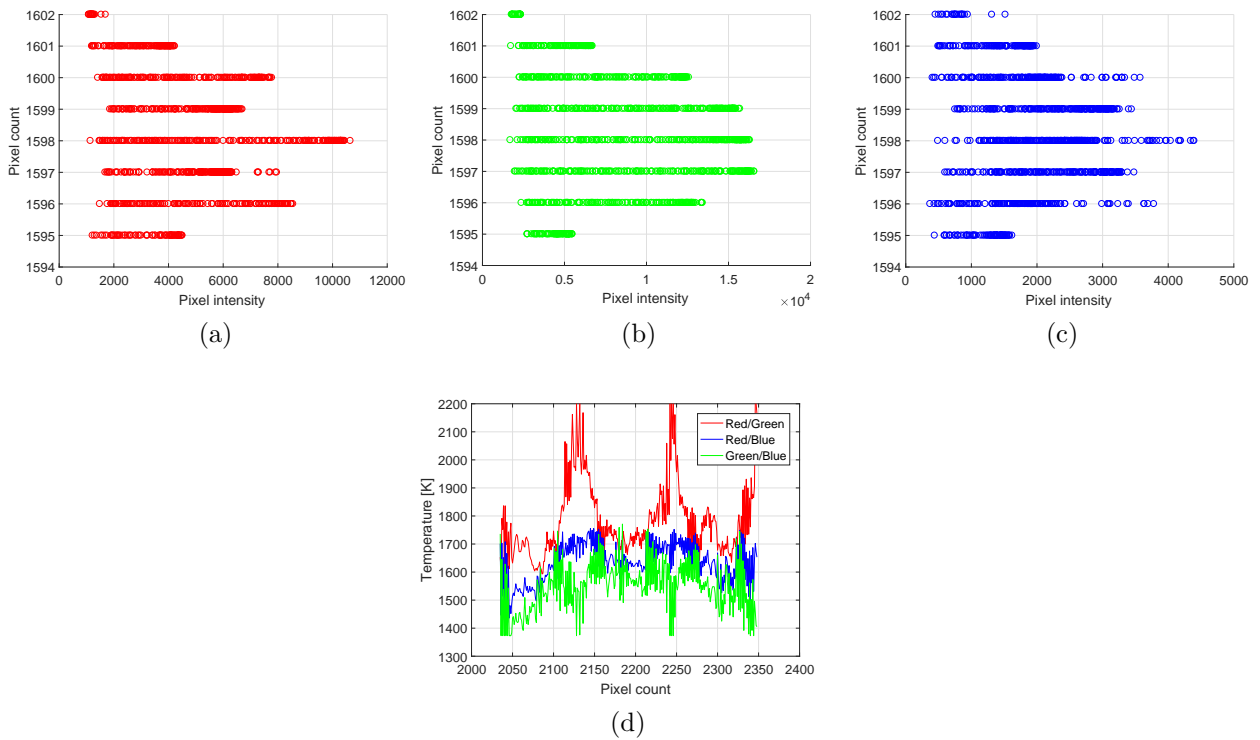 1602
1601
1600
1599
1598
1597
1596
1595
1594
Pixel count
0 2000 4000 6000 8000 10000 12000
Pixel intensity
(a)
1602
1601
1600
1599
1598
1597
1596
1595
1594
Pixel count
0.5 1 1.5 2
Pixel intensity
×10⁴
(b)
1602
1601
1600
1599
1598
1597
1596
1595
1594
Pixel count
0 1000 2000 3000 4000 5000
Pixel intensity
(c)
2200
2100
2000
1900
1800
1700
1600
1500
1400
1300
Temperature [K]
Red/Green
Red/Blue
Green/Blue
2000 2050 2100 2150 2200 2250 2300 2350 2400
Pixel count
(d)